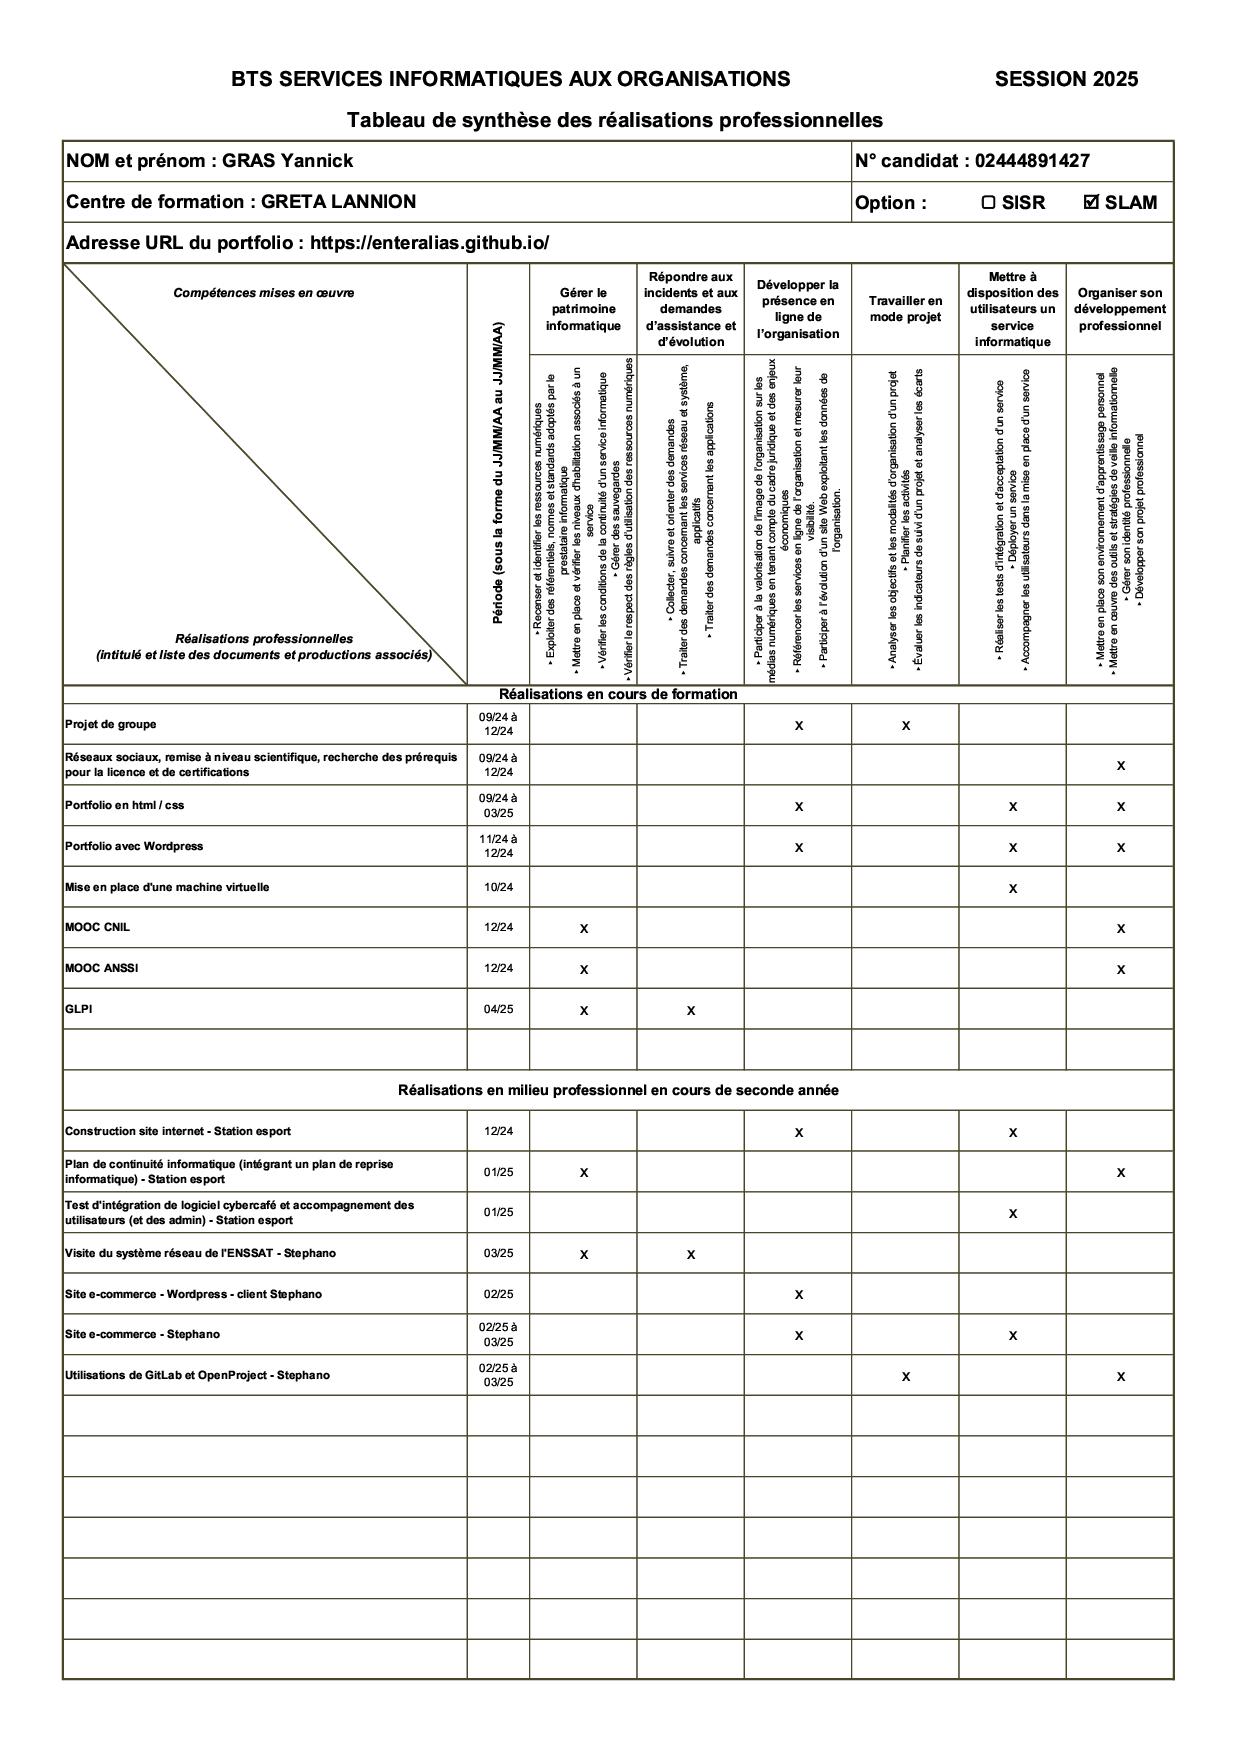 BTS SERVICES INFORMATIQUES AUX ORGANISATIONS SESSION 2025
Tableau de synthèse des réalisations professionnelles
NOM et prénom : GRAS Yannick N° candidat : 02444891427
Centre de formation : GRETA LANNION Option : ☐ SISR ☑ SLAM
Adresse URL du portfolio : https://enteralias.github.io/
Compétences mises en œuvre
Réalisations professionnelles
(intitulé et liste des documents et productions associés)
Période (sous la forme du JJ/MM/AA au JJ/MM/AA)
Gérer le
patrimoine
informatique
Répondre aux
incidents et aux
demandes
d'assistance et
d'évolution
Développer la
présence en
ligne de
l'organisation
Travailler en
mode projet
Mettre à
disposition des
utilisateurs un
service
informatique
Organiser son
développement
professionnel
‣ Recenser et identifier les ressources numériques
‣ Exploiter des référentiels, normes et standards adoptés par le
prestataire informatique
‣ Mettre en place et vérifier les niveaux d'habilitation associés à un
service
‣ Vérifier les conditions de la continuité d'un service informatique
‣ Gérer des sauvegardes
‣ Vérifier le respect des règles d'utilisation des ressources numériques
‣ Collecter, suivre et orienter des demandes
‣ Traiter des demandes concernant les services réseau et système,
applicatifs
‣ Traiter des demandes concernant les applications
‣ Participer à la valorisation de l'image de l'organisation sur les
médias numériques en tenant compte du cadre juridique et des enjeux
économiques
‣ Référencer les services en ligne de l'organisation et mesurer leur
visibilité.
‣ Participer à l'évolution d'un site Web exploitant les données de
l'organisation.
‣ Analyser les objectifs et les modalités d'organisation d'un projet
‣ Planifier les activités
‣ Évaluer les indicateurs de suivi d'un projet et analyser les écarts
‣ Réaliser les tests d'intégration et d'acceptation d'un service
‣ Déployer un service
‣ Accompagner les utilisateurs dans la mise en place d'un service
‣ Mettre en place son environnement d'apprentissage personnel
‣ Mettre en œuvre des outils et stratégies de veille informationnelle
‣ Gérer son identité professionnelle
‣ Développer son projet professionnel
Réalisations en cours de formation
Projet de groupe 09/24 à 12/24 X X
Réseaux sociaux, remise à niveau scientifique, recherche des prérequis
pour la licence et de certifications 09/24 à 12/24 X
Portfolio en html / css 09/24 à 03/25 X X X
Portfolio avec Wordpress 11/24 à 12/24 X X X
Mise en place d'une machine virtuelle 10/24 X
MOOC CNIL 12/24 X X
MOOC ANSSI 12/24 X X
GLPI 04/25 X X
Réalisations en milieu professionnel en cours de seconde année
Construction site internet - Station esport 12/24 X X
Plan de continuité informatique (intégrant un plan de reprise
informatique) - Station esport 01/25 X X
Test d'intégration de logiciel cybercafé et accompagnement des
utilisateurs (et des admin) - Station esport 01/25 X
Visite du système réseau de l'ENSSAT - Stephano 03/25 X X
Site e-commerce - Wordpress - client Stephano 02/25 X
Site e-commerce - Stephano 02/25 à 03/25 X X
Utilisations de GitLab et OpenProject - Stephano 02/25 à 03/25 X X